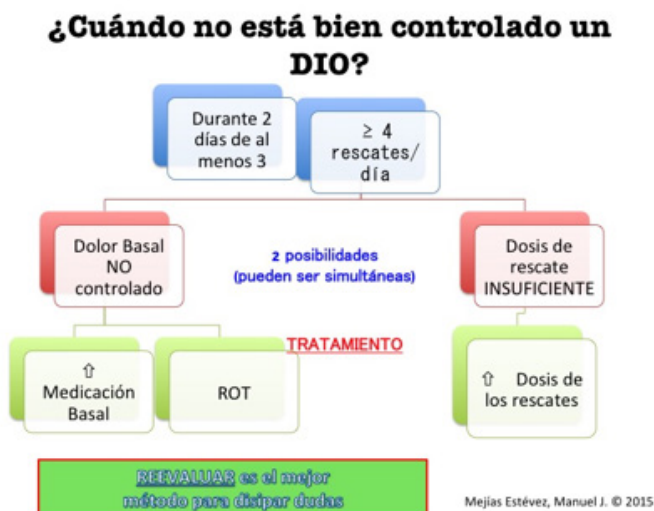 ¿Cuándo no está bien controlado un
DIO?
Durante 2
días de al
menos 3
≥ 4
rescates/
día
Dolor Basal
NO
controlado
2 posibilidades
(pueden ser simultáneas)
Dosis de
rescate
INSUFICIENTE
TRATAMIENTO
⇧
Medicación
Basal
ROT
⇧ Dosis de
los rescates
REEVALUAR es el mejor
método para disipar dudas
Mejías Estévez, Manuel J. © 2015